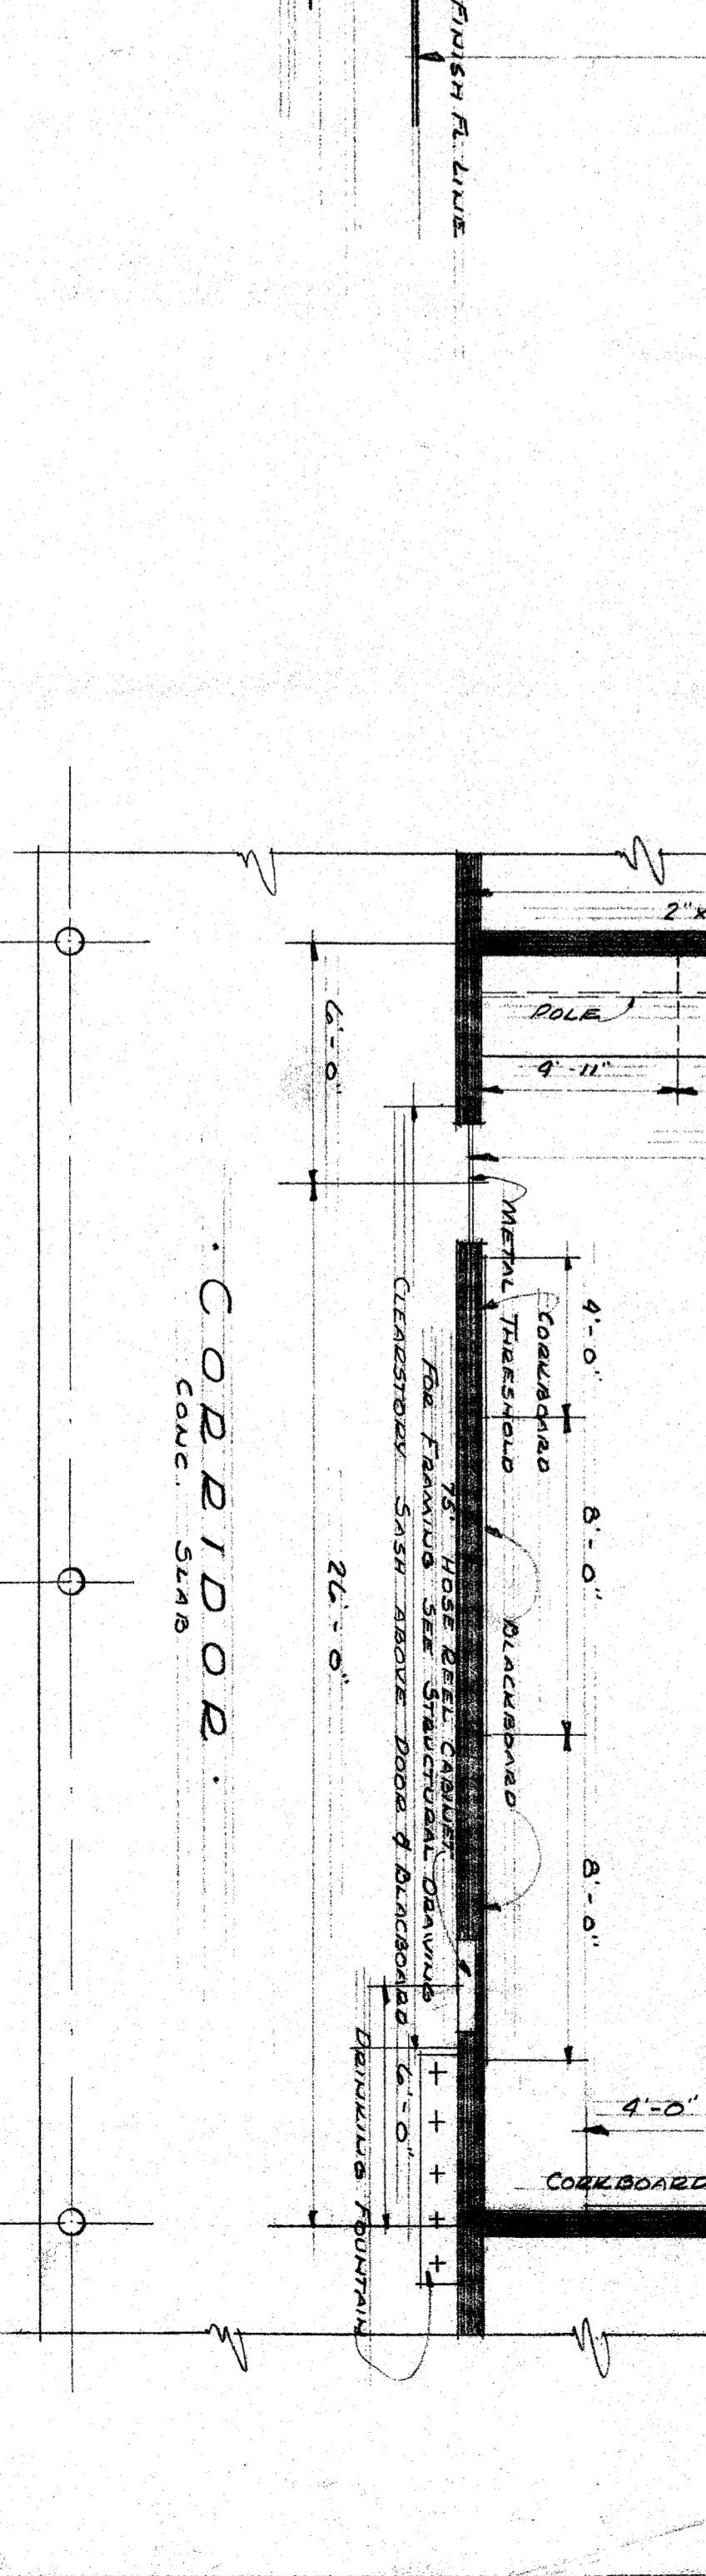 FINISH FL. LINE
2"x
POLE
4'-11"
6'-0"
METAL THRESHOLD
CORKBOARD
4'-0"
8'-0"
8'-0"
BLACKBOARD
75' HOSE REEL CABINET
FOR FRAMING SEE STRUCTURAL DRAWING
CLEARSTORY SASH ABOVE DOOR & BLACBOARD
26'-0"
• CORRIDOR •
CONC. SLAB
6'-0"
DRINKING FOUNTAIN
4'-0"
CORKBOARD